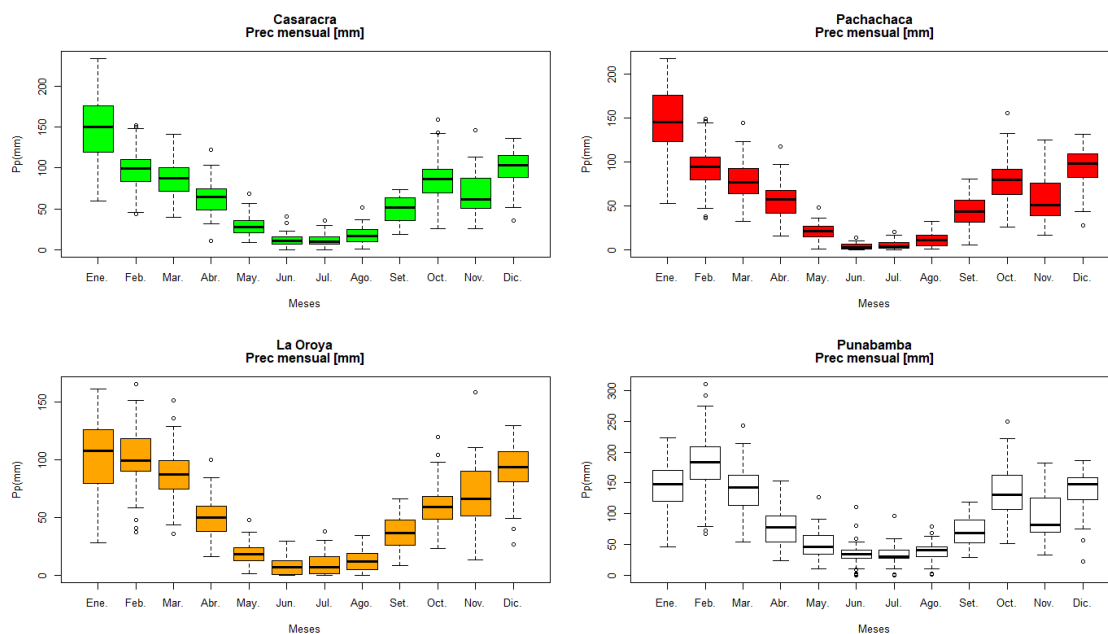 Casaracra
Prec mensual [mm]
Pp(mm)
200
150
100
50
0
Ene. Feb. Mar. Abr. May. Jun. Jul. Ago. Set. Oct. Nov. Dic.
Meses
Pachachaca
Prec mensual [mm]
Pp(mm)
200
150
100
50
0
Ene. Feb. Mar. Abr. May. Jun. Jul. Ago. Set. Oct. Nov. Dic.
Meses
La Oroya
Prec mensual [mm]
Pp(mm)
150
100
50
0
Ene. Feb. Mar. Abr. May. Jun. Jul. Ago. Set. Oct. Nov. Dic.
Meses
Punabamba
Prec mensual [mm]
Pp(mm)
300
250
200
150
100
50
0
Ene. Feb. Mar. Abr. May. Jun. Jul. Ago. Set. Oct. Nov. Dic.
Meses